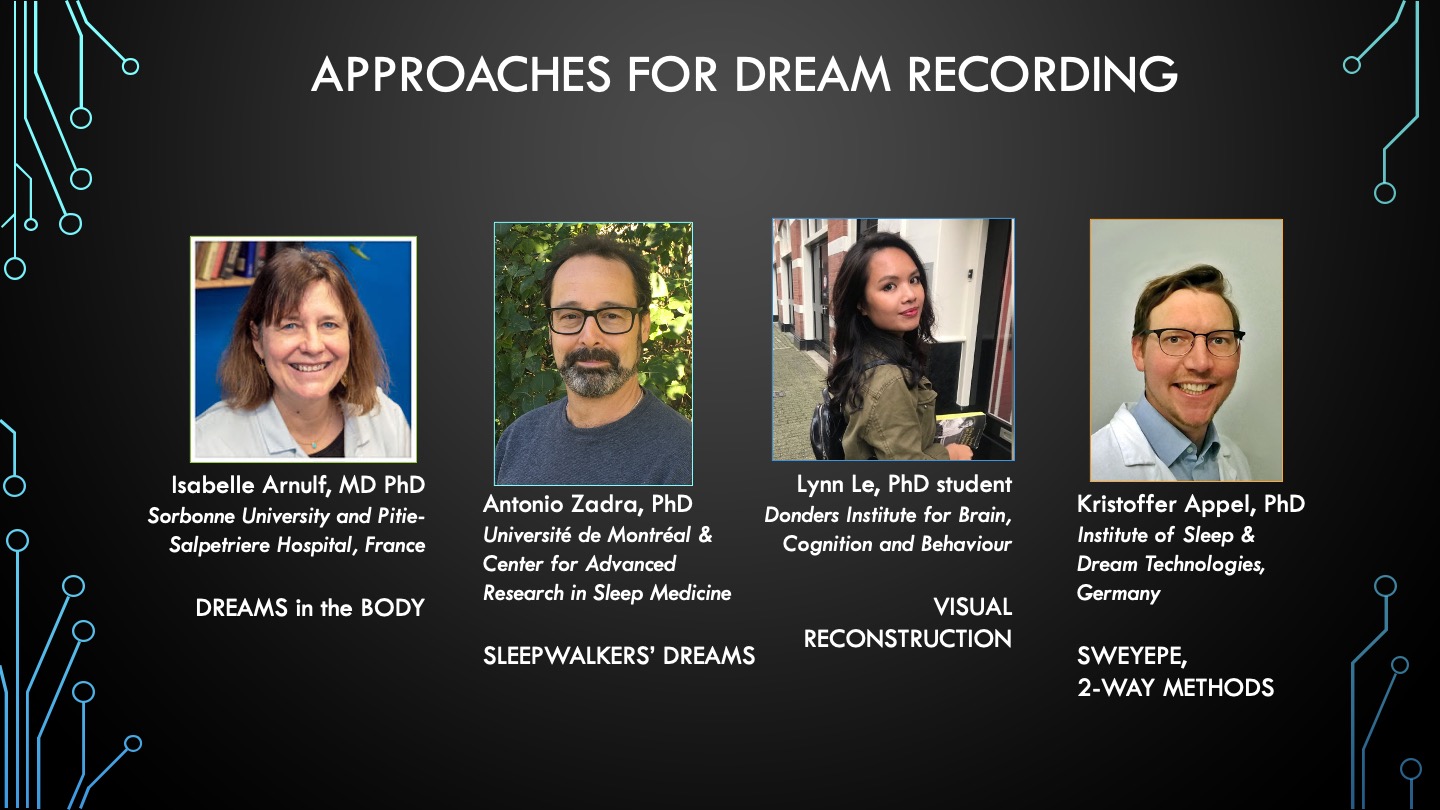 APPROACHES FOR DREAM RECORDING
Isabelle Arnulf, MD PhD
Sorbonne University and Pitie-
Salpetriere Hospital, France
DREAMS in the BODY
Antonio Zadra, PhD
Université de Montréal &
Center for Advanced
Research in Sleep Medicine
SLEEPWALKERS’ DREAMS
Lynn Le, PhD student
Donders Institute for Brain,
Cognition and Behaviour
VISUAL
RECONSTRUCTION
Kristoffer Appel, PhD
Institute of Sleep &
Dream Technologies,
Germany
SWEYEPE,
2-WAY METHODS